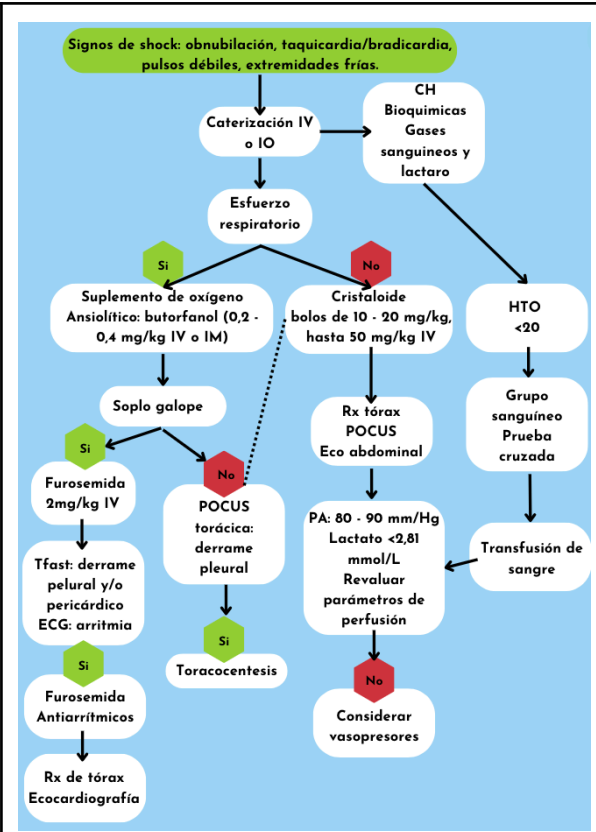 Signos de shock: obnubilación, taquicardia/bradicardia,
pulsos débiles, extremidades frías.
Caterización IV
o IO
CH
Bioquimicas
Gases
sanguineos y
lactaro
Esfuerzo
respiratorio
Si
No
Suplemento de oxígeno
Ansiolítico: butorfanol (0,2 -
0,4 mg/kg IV o IM)
Cristaloide
bolos de 10 - 20 mg/kg,
hasta 50 mg/kg IV
HTO
<20
Soplo galope
Grupo
sanguíneo
Prueba
cruzada
Rx tórax
POCUS
Eco abdominal
Si
No
Furosemida
2mg/kg IV
POCUS
torácica:
derrame
pleural
PA: 80 - 90 mm/Hg
Lactato <2,81
mmol/L
Revaluar
parámetros de
perfusión
Transfusión de
sangre
Tfast: derrame
pelural y/o
pericárdico
ECG: arritmia
Si
Toracocentesis
Si
No
Furosemida
Antiarrítmicos
Considerar
vasopresores
Rx de tórax
Ecocardiografía